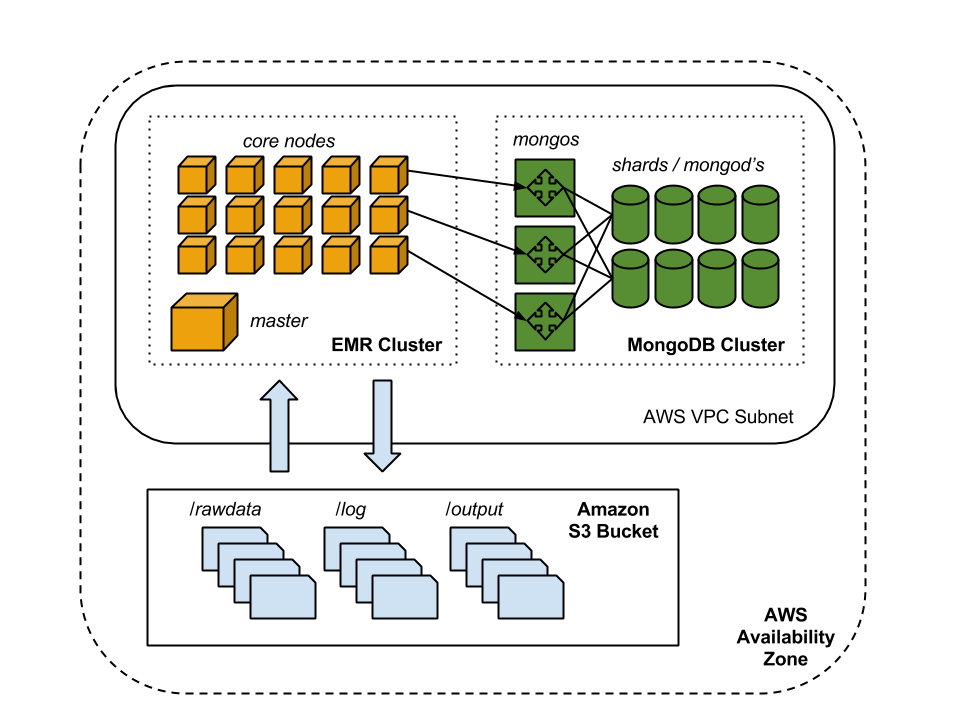 core nodes
master
EMR Cluster
mongos
shards / mongod's
MongoDB Cluster
AWS VPC Subnet
/rawdata
/log
/output
Amazon
S3 Bucket
AWS
Availability
Zone